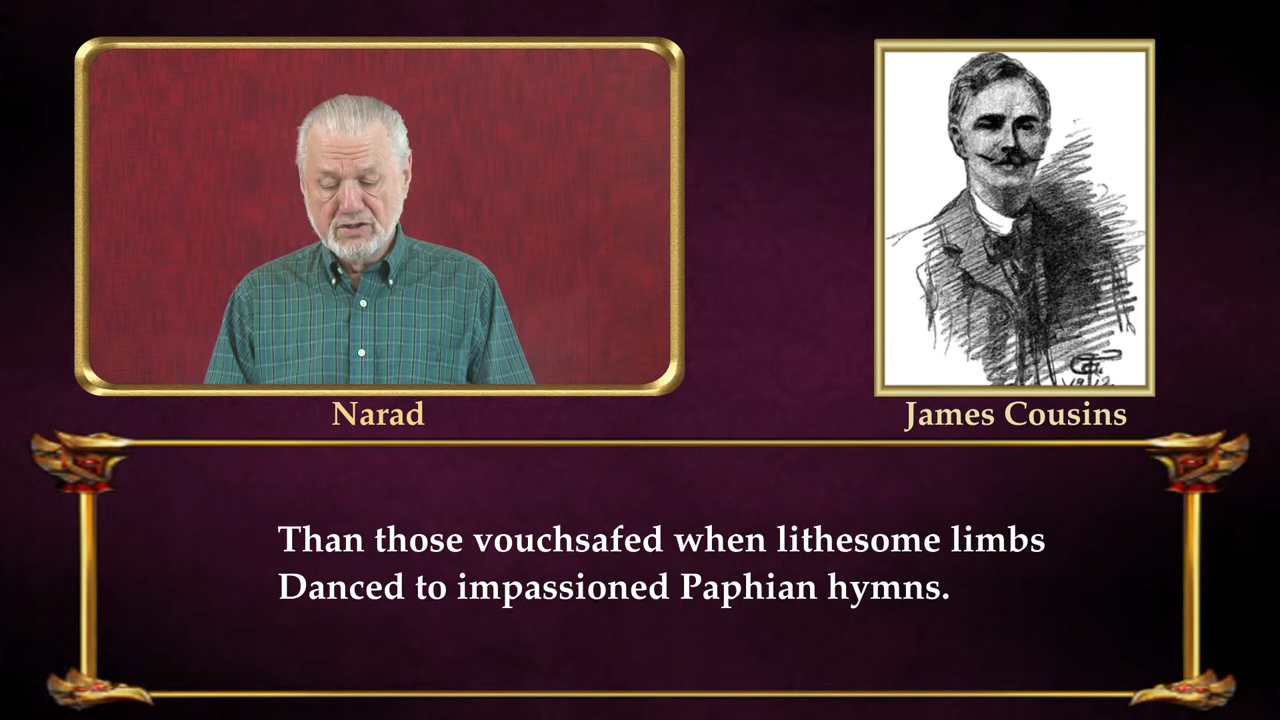 Narad
James Cousins
Than those vouchsafed when lithesome limbs
Danced to impassioned Paphian hymns.